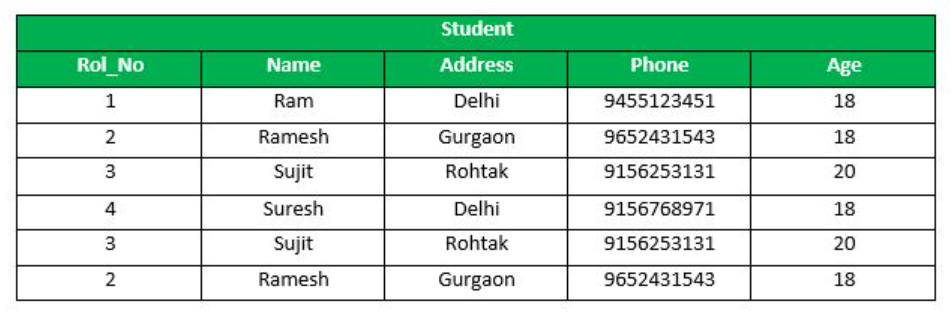 Student
Rol_No Name Address Phone Age
1 Ram Delhi 9455123451 18
2 Ramesh Gurgaon 9652431543 18
3 Sujit Rohtak 9156253131 20
4 Suresh Delhi 9156768971 18
3 Sujit Rohtak 9156253131 20
2 Ramesh Gurgaon 9652431543 18